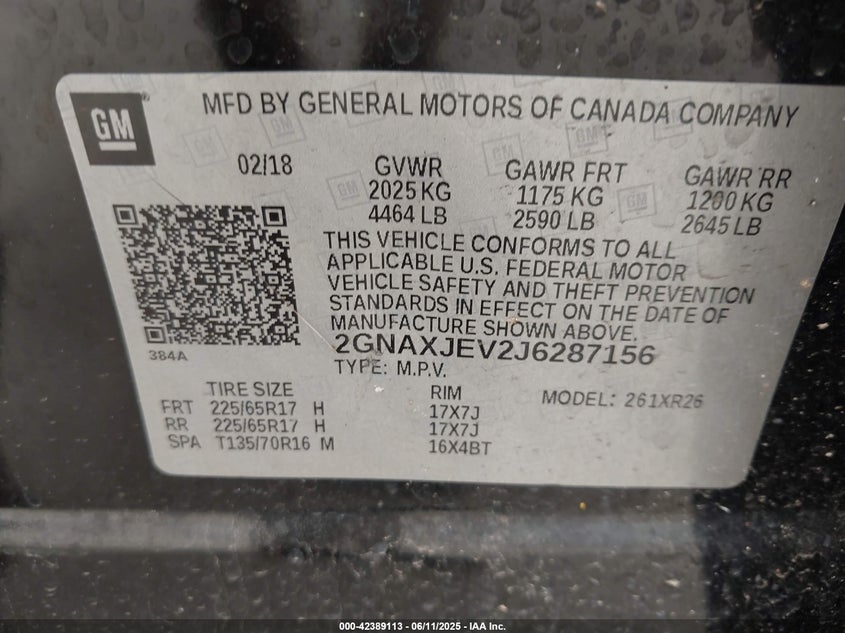 GM
MFD BY GENERAL MOTORS OF CANADA COMPANY
02/18 GVWR GAWR FRT GAWR RR
2025 KG 1175 KG 1200 KG
4464 LB 2590 LB 2645 LB
THIS VEHICLE CONFORMS TO ALL
APPLICABLE U.S. FEDERAL MOTOR
VEHICLE SAFETY AND THEFT PREVENTION
STANDARDS IN EFFECT ON THE DATE OF
MANUFACTURE SHOWN ABOVE.
384A
2GNAXJEV2J6287156
TYPE: M.P.V.
TIRE SIZE RIM MODEL: 261XR26
FRT 225/65R17 H 17X7J
RR 225/65R17 H 17X7J
SPA T135/70R16 M 16X4BT
000-42389113 - 06/11/2025 - IAA Inc.